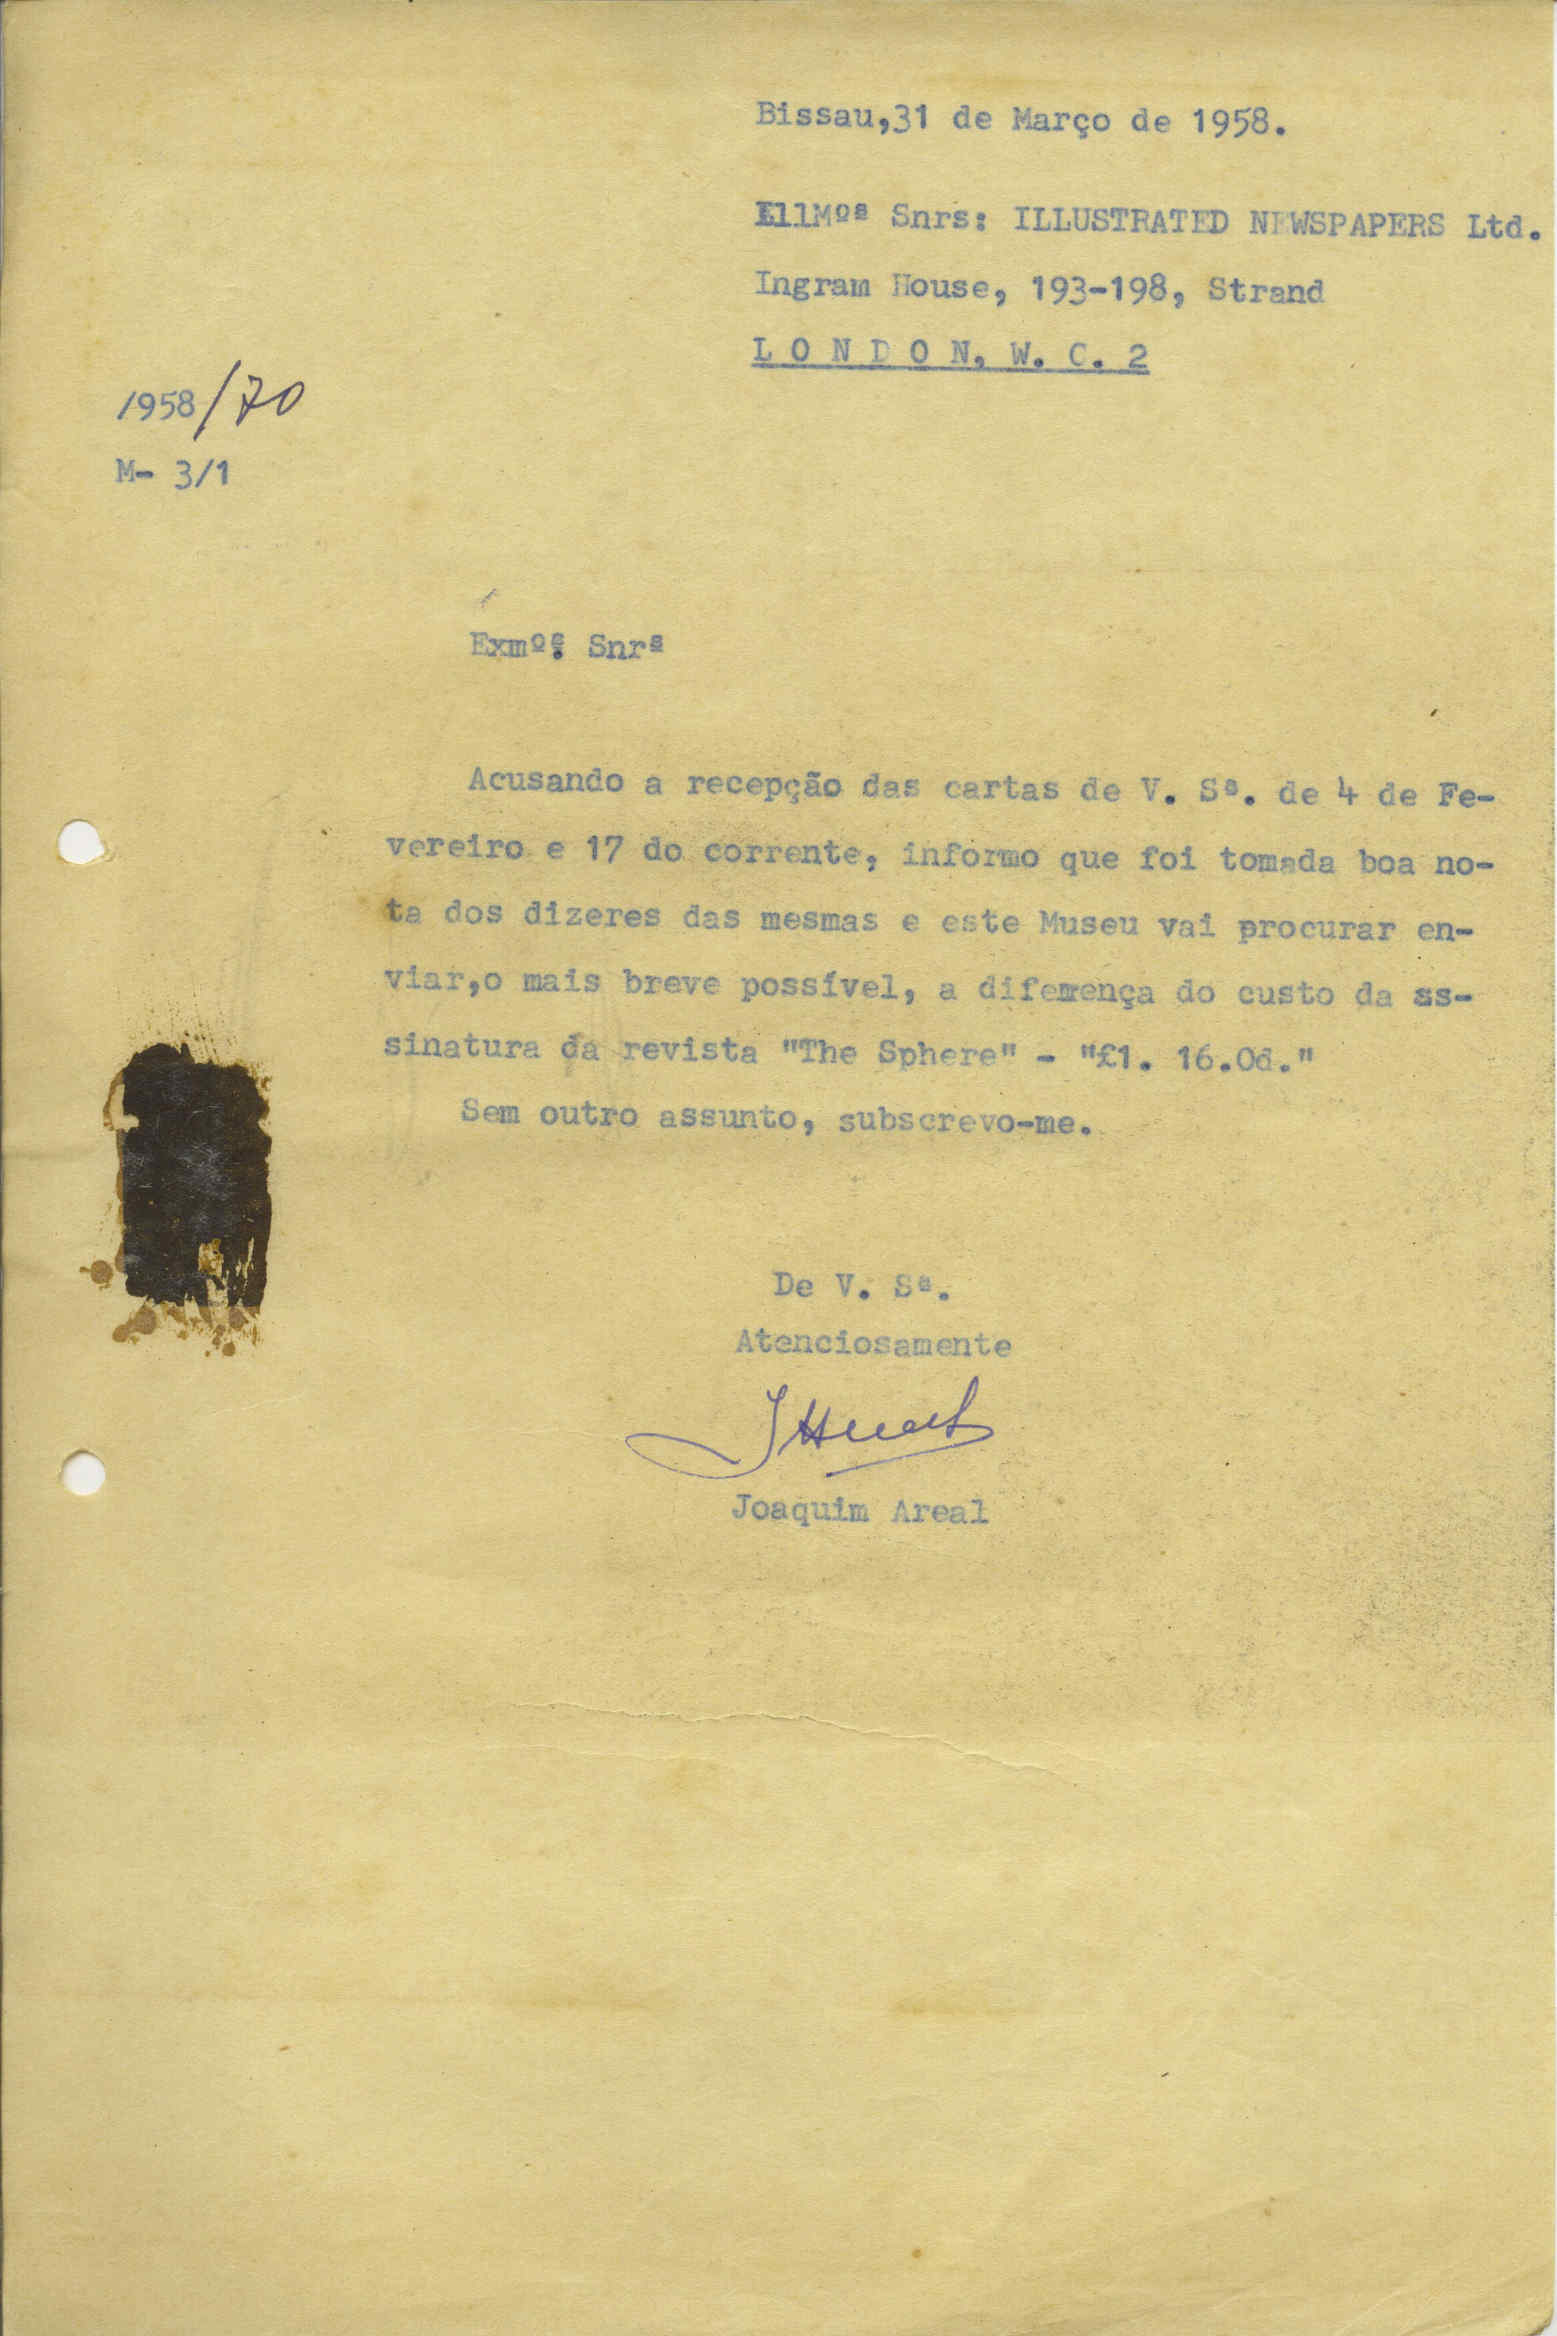 Bissau,31 de Março de 1958.
EllMºs Snrs: ILLUSTRATED NEWSPAPERS Ltd.
Ingram House, 193-198, Strand
L O N D O N, W. C. 2
/958/70
M- 3/1
Exmºs: Snrs
Acusando a recepção das cartas de V. Sª. de 4 de Fe-
vereiro e 17 do corrente, informo que foi tomada boa no-
ta dos dizeres das mesmas e este Museu vai procurar en-
viar,o mais breve possível, a diferença do custo da as-
sinatura da revista "The Sphere" - "£1. 16.0d."
Sem outro assunto, subscrevo-me.
De V. Sª.
Atenciosamente
Joaquim Areal